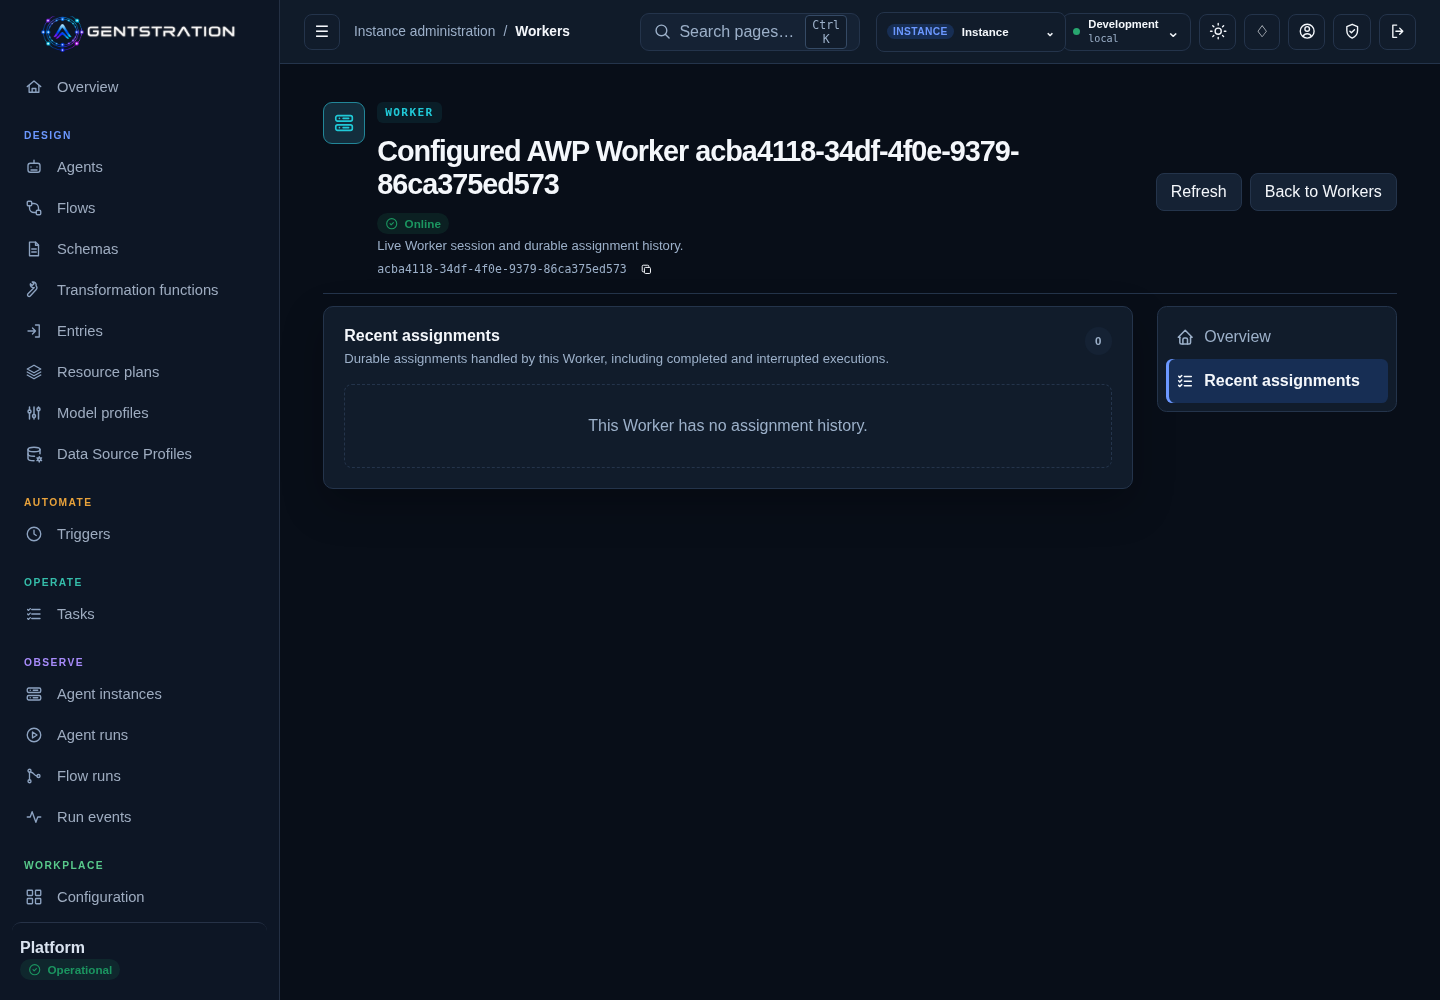 GENTSTRATION
Overview
DESIGN
Agents
Flows
Schemas
Transformation functions
Entries
Resource plans
Model profiles
Data Source Profiles
AUTOMATE
Triggers
OPERATE
Tasks
OBSERVE
Agent instances
Agent runs
Flow runs
Run events
WORKPLACE
Configuration
Platform
Operational
Instance administration / Workers
Search pages…
Ctrl
K
INSTANCE Instance
Development
local
WORKER
Configured AWP Worker acba4118-34df-4f0e-9379-
86ca375ed573
Online
Live Worker session and durable assignment history.
acba4118-34df-4f0e-9379-86ca375ed573
Refresh
Back to Workers
Recent assignments
0
Durable assignments handled by this Worker, including completed and interrupted executions.
This Worker has no assignment history.
Overview
Recent assignments